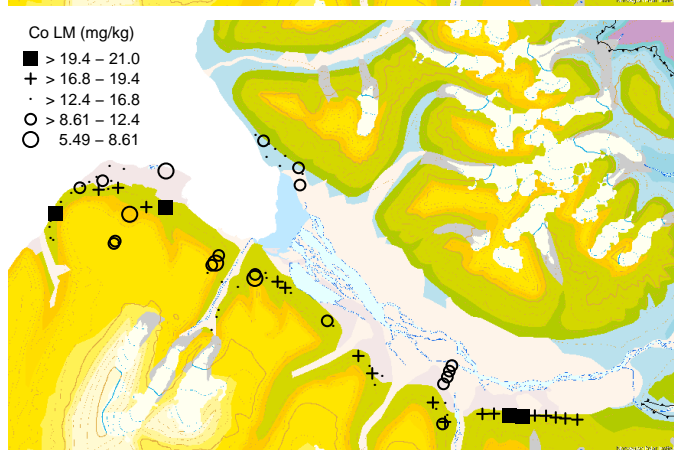 Co LM (mg/kg)
> 19.4 – 21.0
> 16.8 – 19.4
> 12.4 – 16.8
> 8.61 – 12.4
5.49 – 8.61